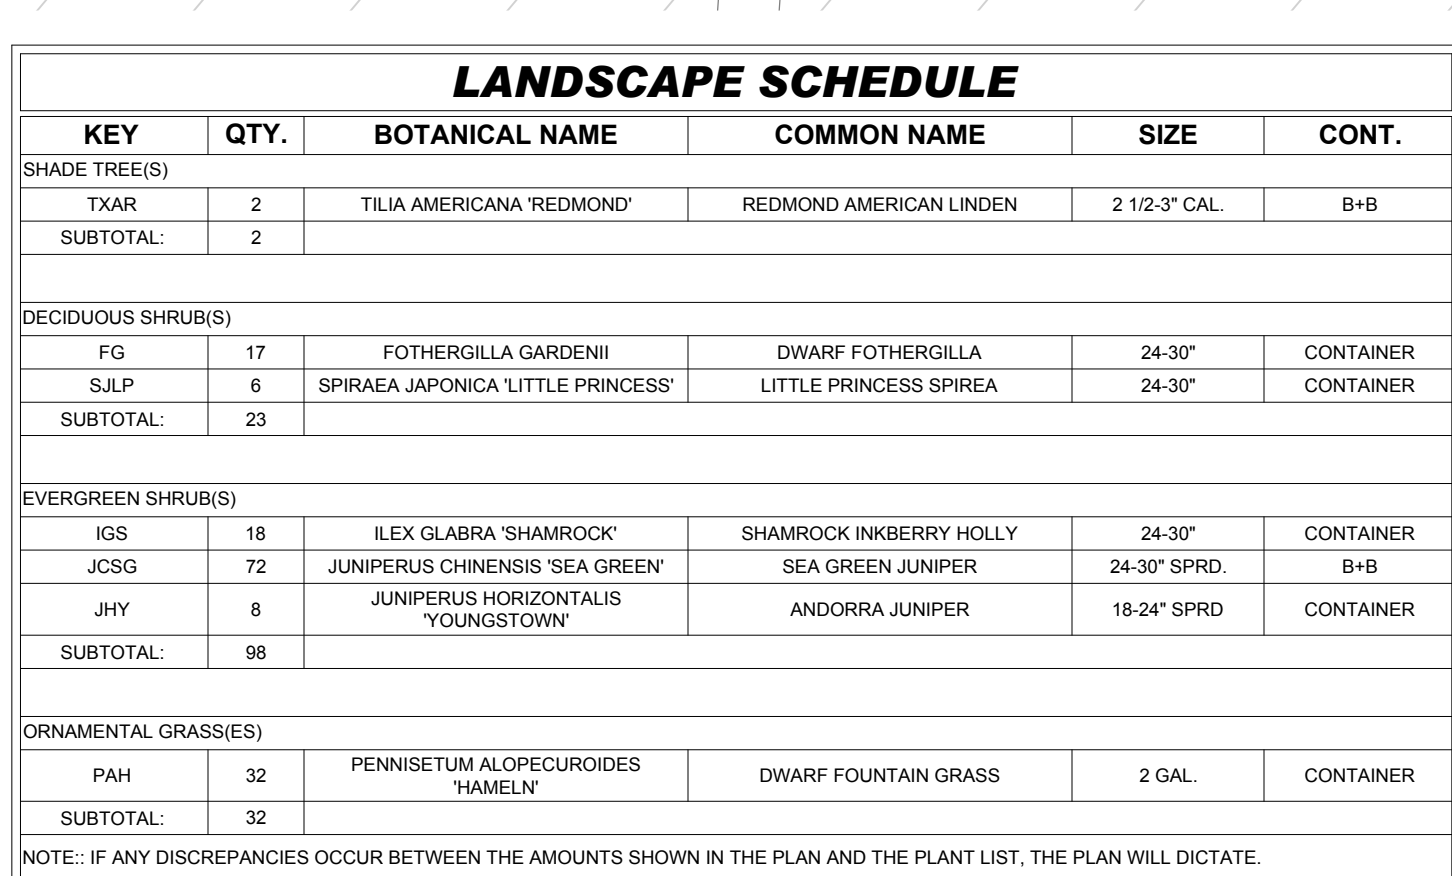 LANDSCAPE SCHEDULE
KEY QTY. BOTANICAL NAME COMMON NAME SIZE CONT.
SHADE TREE(S)
TXAR 2 TILIA AMERICANA 'REDMOND' REDMOND AMERICAN LINDEN 2 1/2-3" CAL. B+B
SUBTOTAL: 2
DECIDUOUS SHRUB(S)
FG 17 FOTHERGILLA GARDENII DWARF FOTHERGILLA 24-30" CONTAINER
SJLP 6 SPIRAEA JAPONICA 'LITTLE PRINCESS' LITTLE PRINCESS SPIREA 24-30" CONTAINER
SUBTOTAL: 23
EVERGREEN SHRUB(S)
IGS 18 ILEX GLABRA 'SHAMROCK' SHAMROCK INKBERRY HOLLY 24-30" CONTAINER
JCSG 72 JUNIPERUS CHINENSIS 'SEA GREEN' SEA GREEN JUNIPER 24-30" SPRD. B+B
JHY 8 JUNIPERUS HORIZONTALIS
'YOUNGSTOWN' ANDORRA JUNIPER 18-24" SPRD CONTAINER
SUBTOTAL: 98
ORNAMENTAL GRASS(ES)
PAH 32 PENNISETUM ALOPECUROIDES
'HAMELN' DWARF FOUNTAIN GRASS 2 GAL. CONTAINER
SUBTOTAL: 32
NOTE:: IF ANY DISCREPANCIES OCCUR BETWEEN THE AMOUNTS SHOWN IN THE PLAN AND THE PLANT LIST, THE PLAN WILL DICTATE.